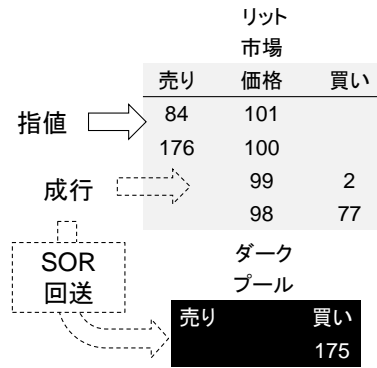 リット
市場
売り 価格 買い
指値
84 101
176 100
成行
99 2
98 77
SOR
回送
ダーク
プール
売り 買い
175